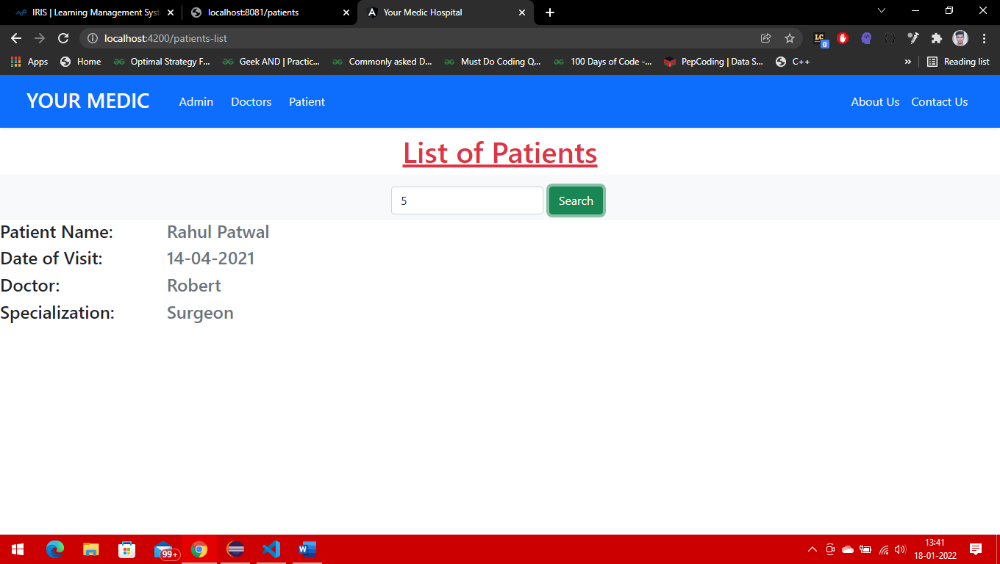 IRIS | Learning Management Syst
localhost:8081/patients
Your Medic Hospital
localhost:4200/patients-list
LC
0
Apps
Home
Optimal Strategy F...
Geek AND | Practic...
Commonly asked D...
Must Do Coding Q...
100 Days of Code -...
PepCoding | Data S...
C++
»
Reading list
YOUR MEDIC
Admin
Doctors
Patient
About Us
Contact Us
List of Patients
5
Search
Patient Name: Rahul Patwal
Date of Visit: 14-04-2021
Doctor: Robert
Specialization: Surgeon
99+
13:41
18-01-2022